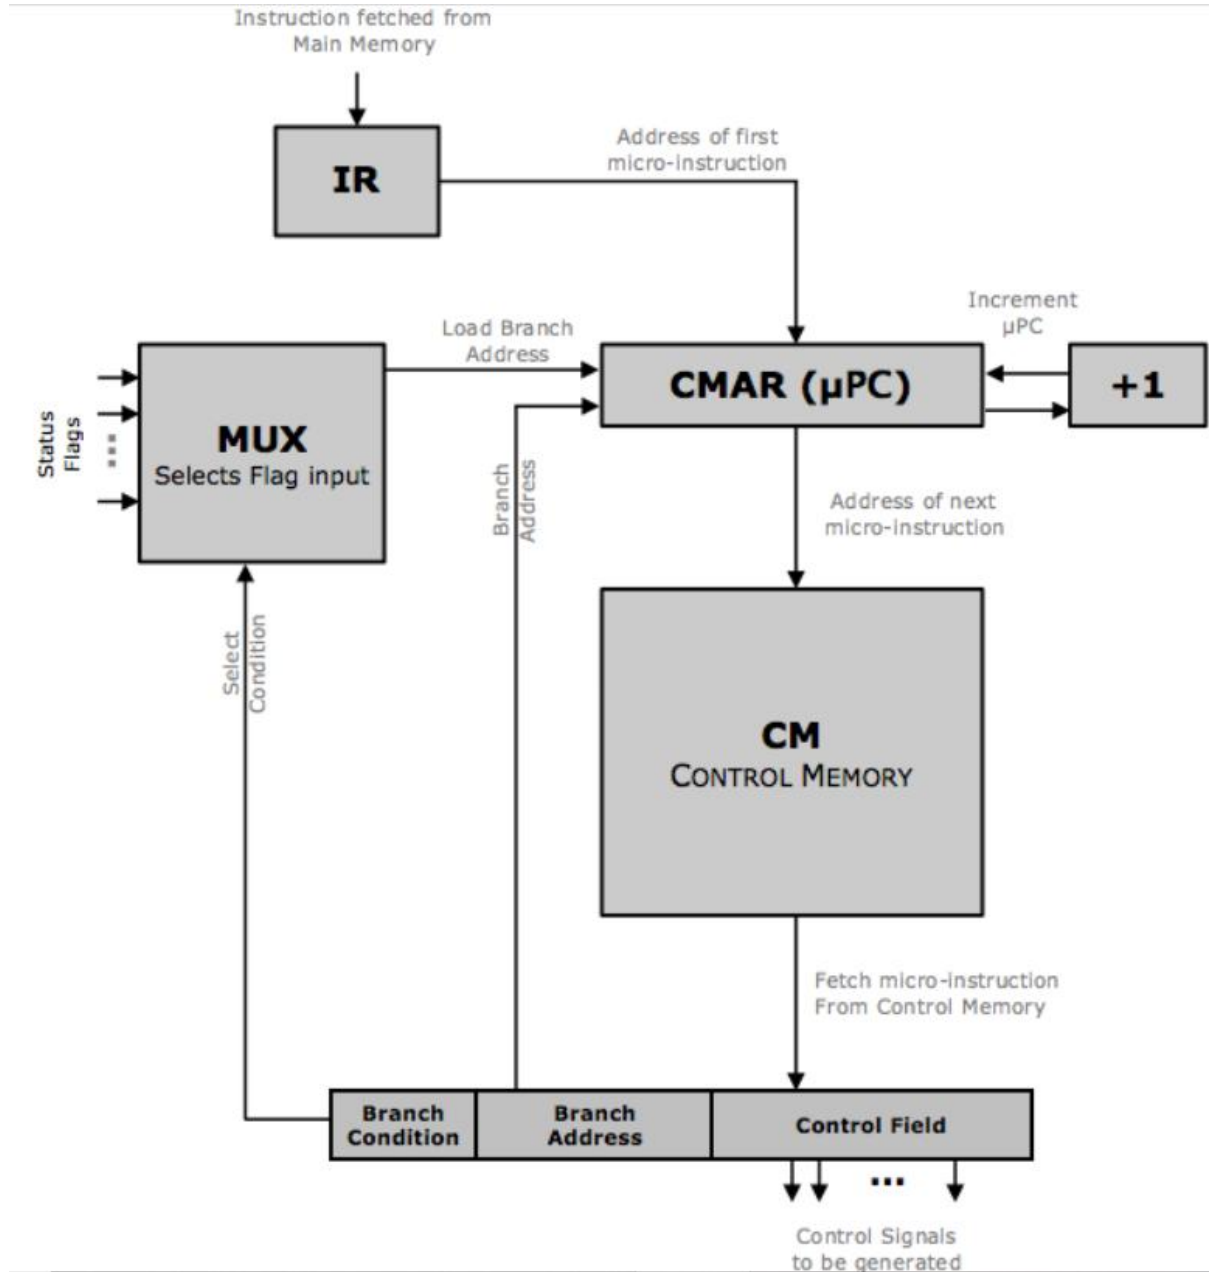 Instruction fetched from
Main Memory
IR
Address of first
micro-instruction
Increment
µPC
Load Branch
Address
CMAR (µPC)
+1
Status
Flags
MUX
Selects Flag input
Branch
Address
Address of next
micro-instruction
Select
Condition
CM
CONTROL MEMORY
Fetch micro-instruction
From Control Memory
Branch
Condition
Branch
Address
Control Field
...
Control Signals
to be generated